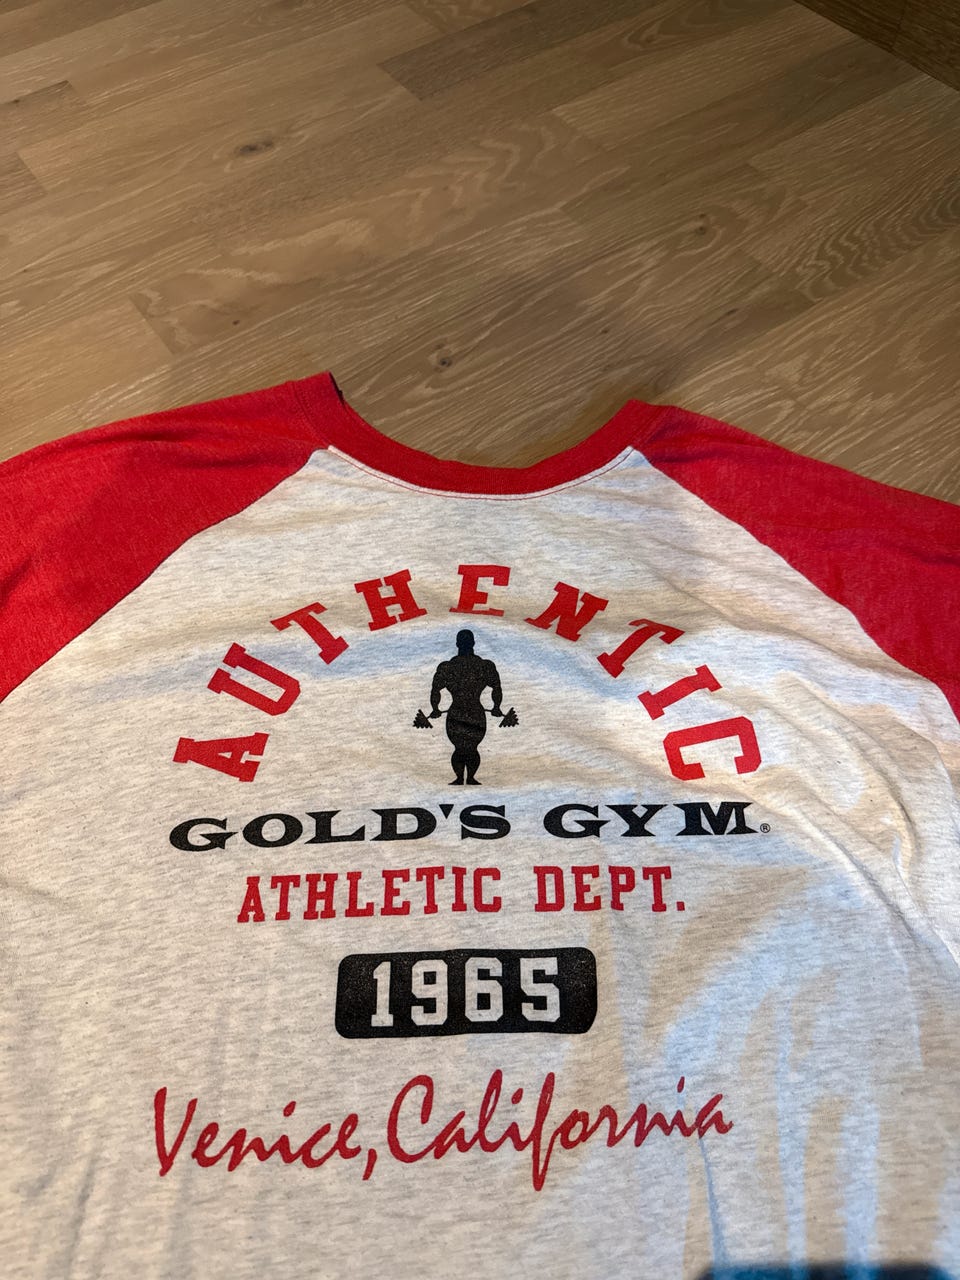 AUTHENTIC
GOLD'S GYM®
ATHLETIC DEPT.
1965
Venice, California